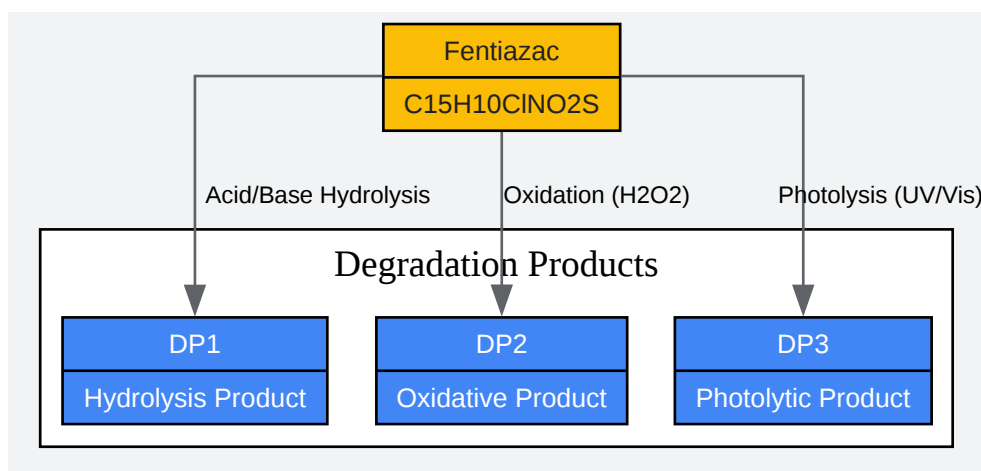 Fentiazac
C15H10ClNO2S
Acid/Base Hydrolysis
Oxidation (H2O2)
Photolysis (UV/Vis)
Degradation Products
DP1
DP2
DP3
Hydrolysis Product
Oxidative Product
Photolytic Product